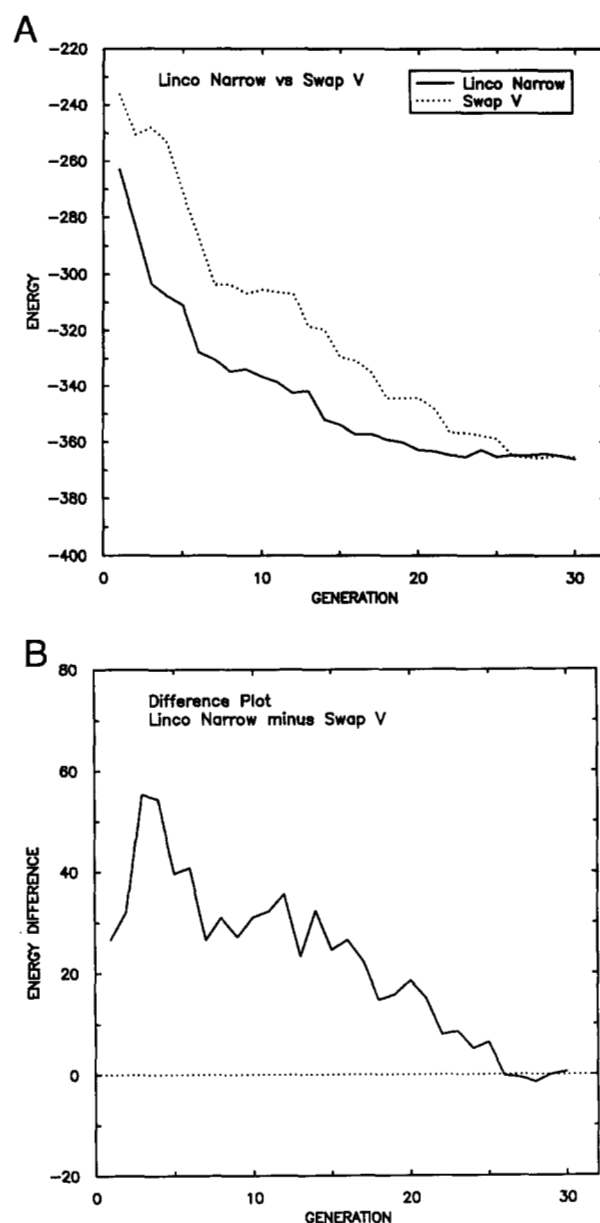 A
-220
Linco Narrow vs Swap V
Linco Narrow
Swap V
-240
-260
-280
-300
-320
-340
-360
-380
-400
ENERGY
0
10
20
30
GENERATION
B
80
Difference Plot
Linco Narrow minus Swap V
60
40
20
0
-20
ENERGY DIFFERENCE
0
10
20
30
GENERATION